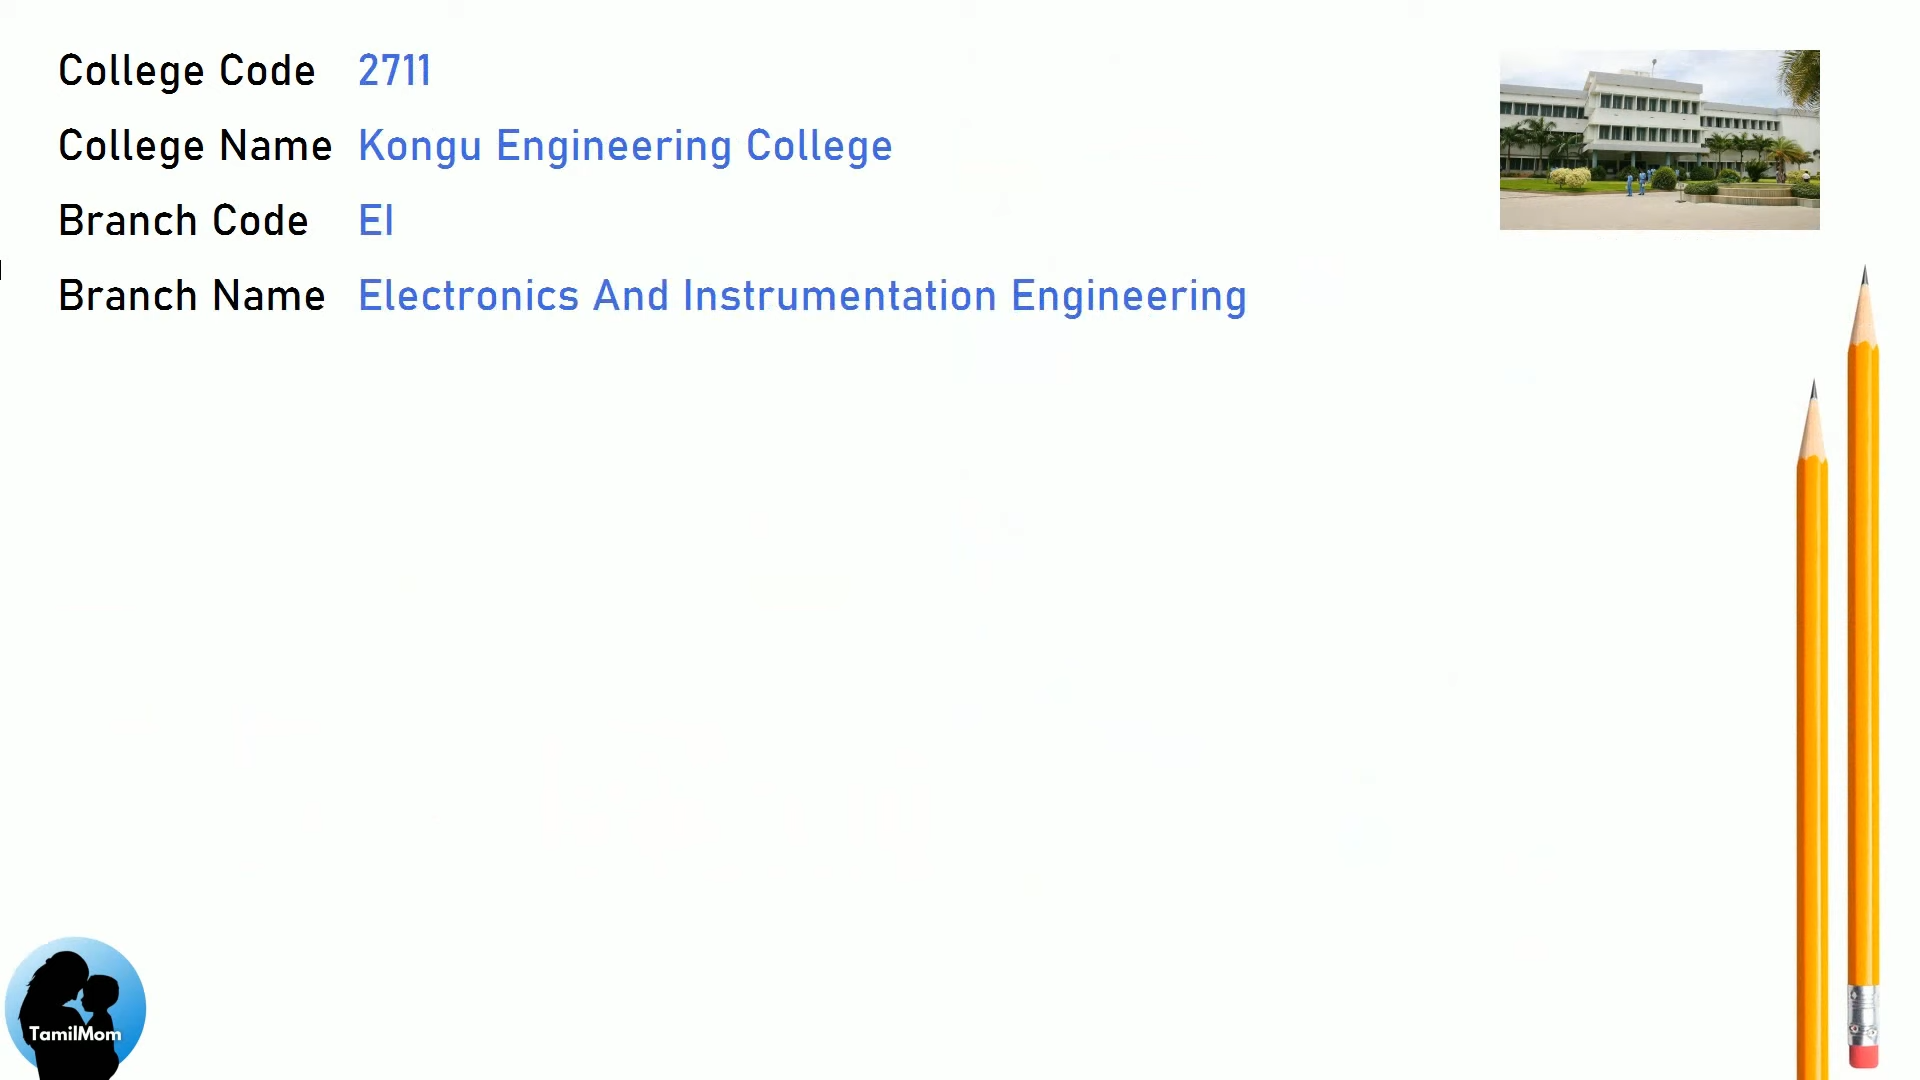 College Code 2711
College Name Kongu Engineering College
Branch Code EI
Branch Name Electronics And Instrumentation Engineering
TamilMom